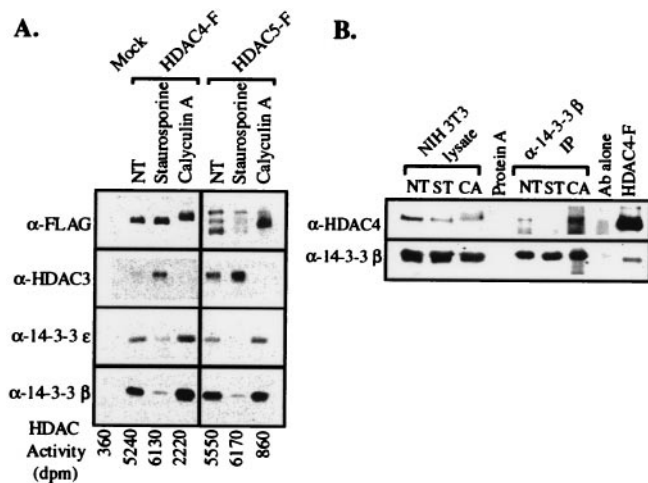 A.
Mock
HDAC4-F
HDAC5-F
NT
Staurosporine
Calyculin A
NT
Staurosporine
Calyculin A
α-FLAG
α-HDAC3
α-14-3-3 ε
α-14-3-3 β
HDAC
Activity
(dpm)
360
5240
6130
2220
5550
6170
860
B.
NIH 3T3
lysate
Protein A
α-14-3-3 β
IP
Ab alone
HDAC4-F
NT ST CA
NT ST CA
α-HDAC4
α-14-3-3 β